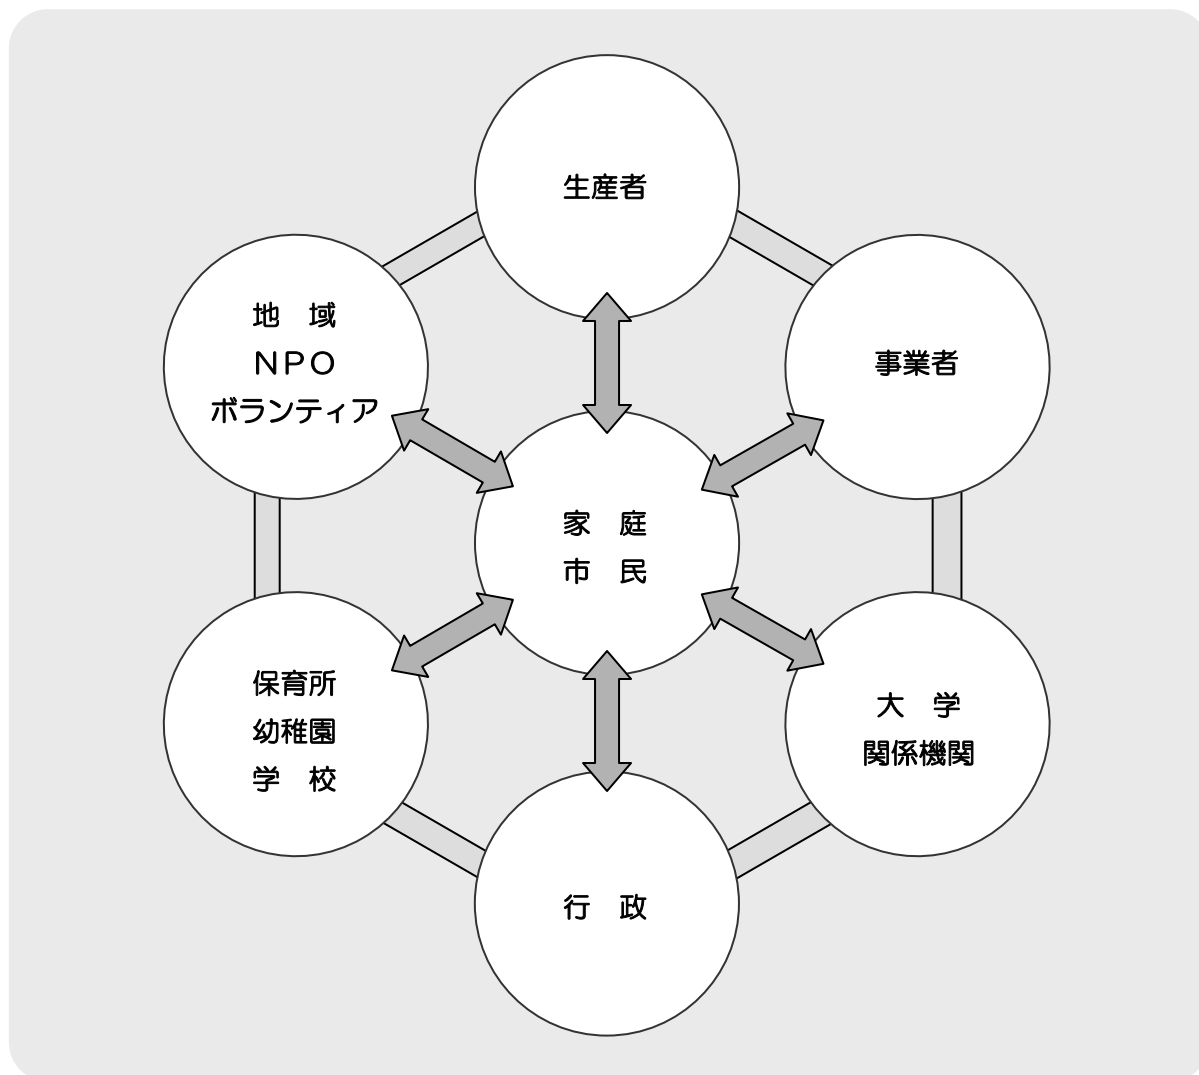 生産者
地　域
ＮＰＯ
ボランティア
事業者
家　庭
市　民
保育所
幼稚園
学　校
大　学
関係機関
行　政